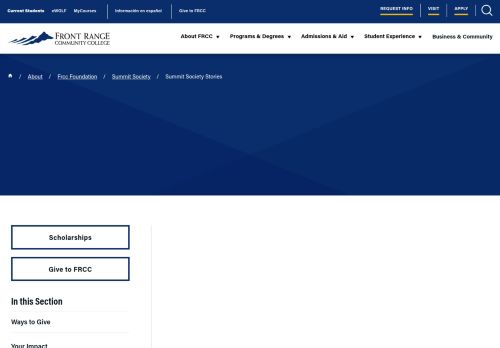 Current Students eWOLF MyCourses Información en español Give to FRCC REQUEST INFO VISIT APPLY
FRONT RANGE
COMMUNITY COLLEGE
About FRCC Programs & Degrees Admissions & Aid Student Experience Business & Community
/ About / Frcc Foundation / Summit Society / Summit Society Stories
Scholarships
Give to FRCC
In this Section
Ways to Give
Your Impact